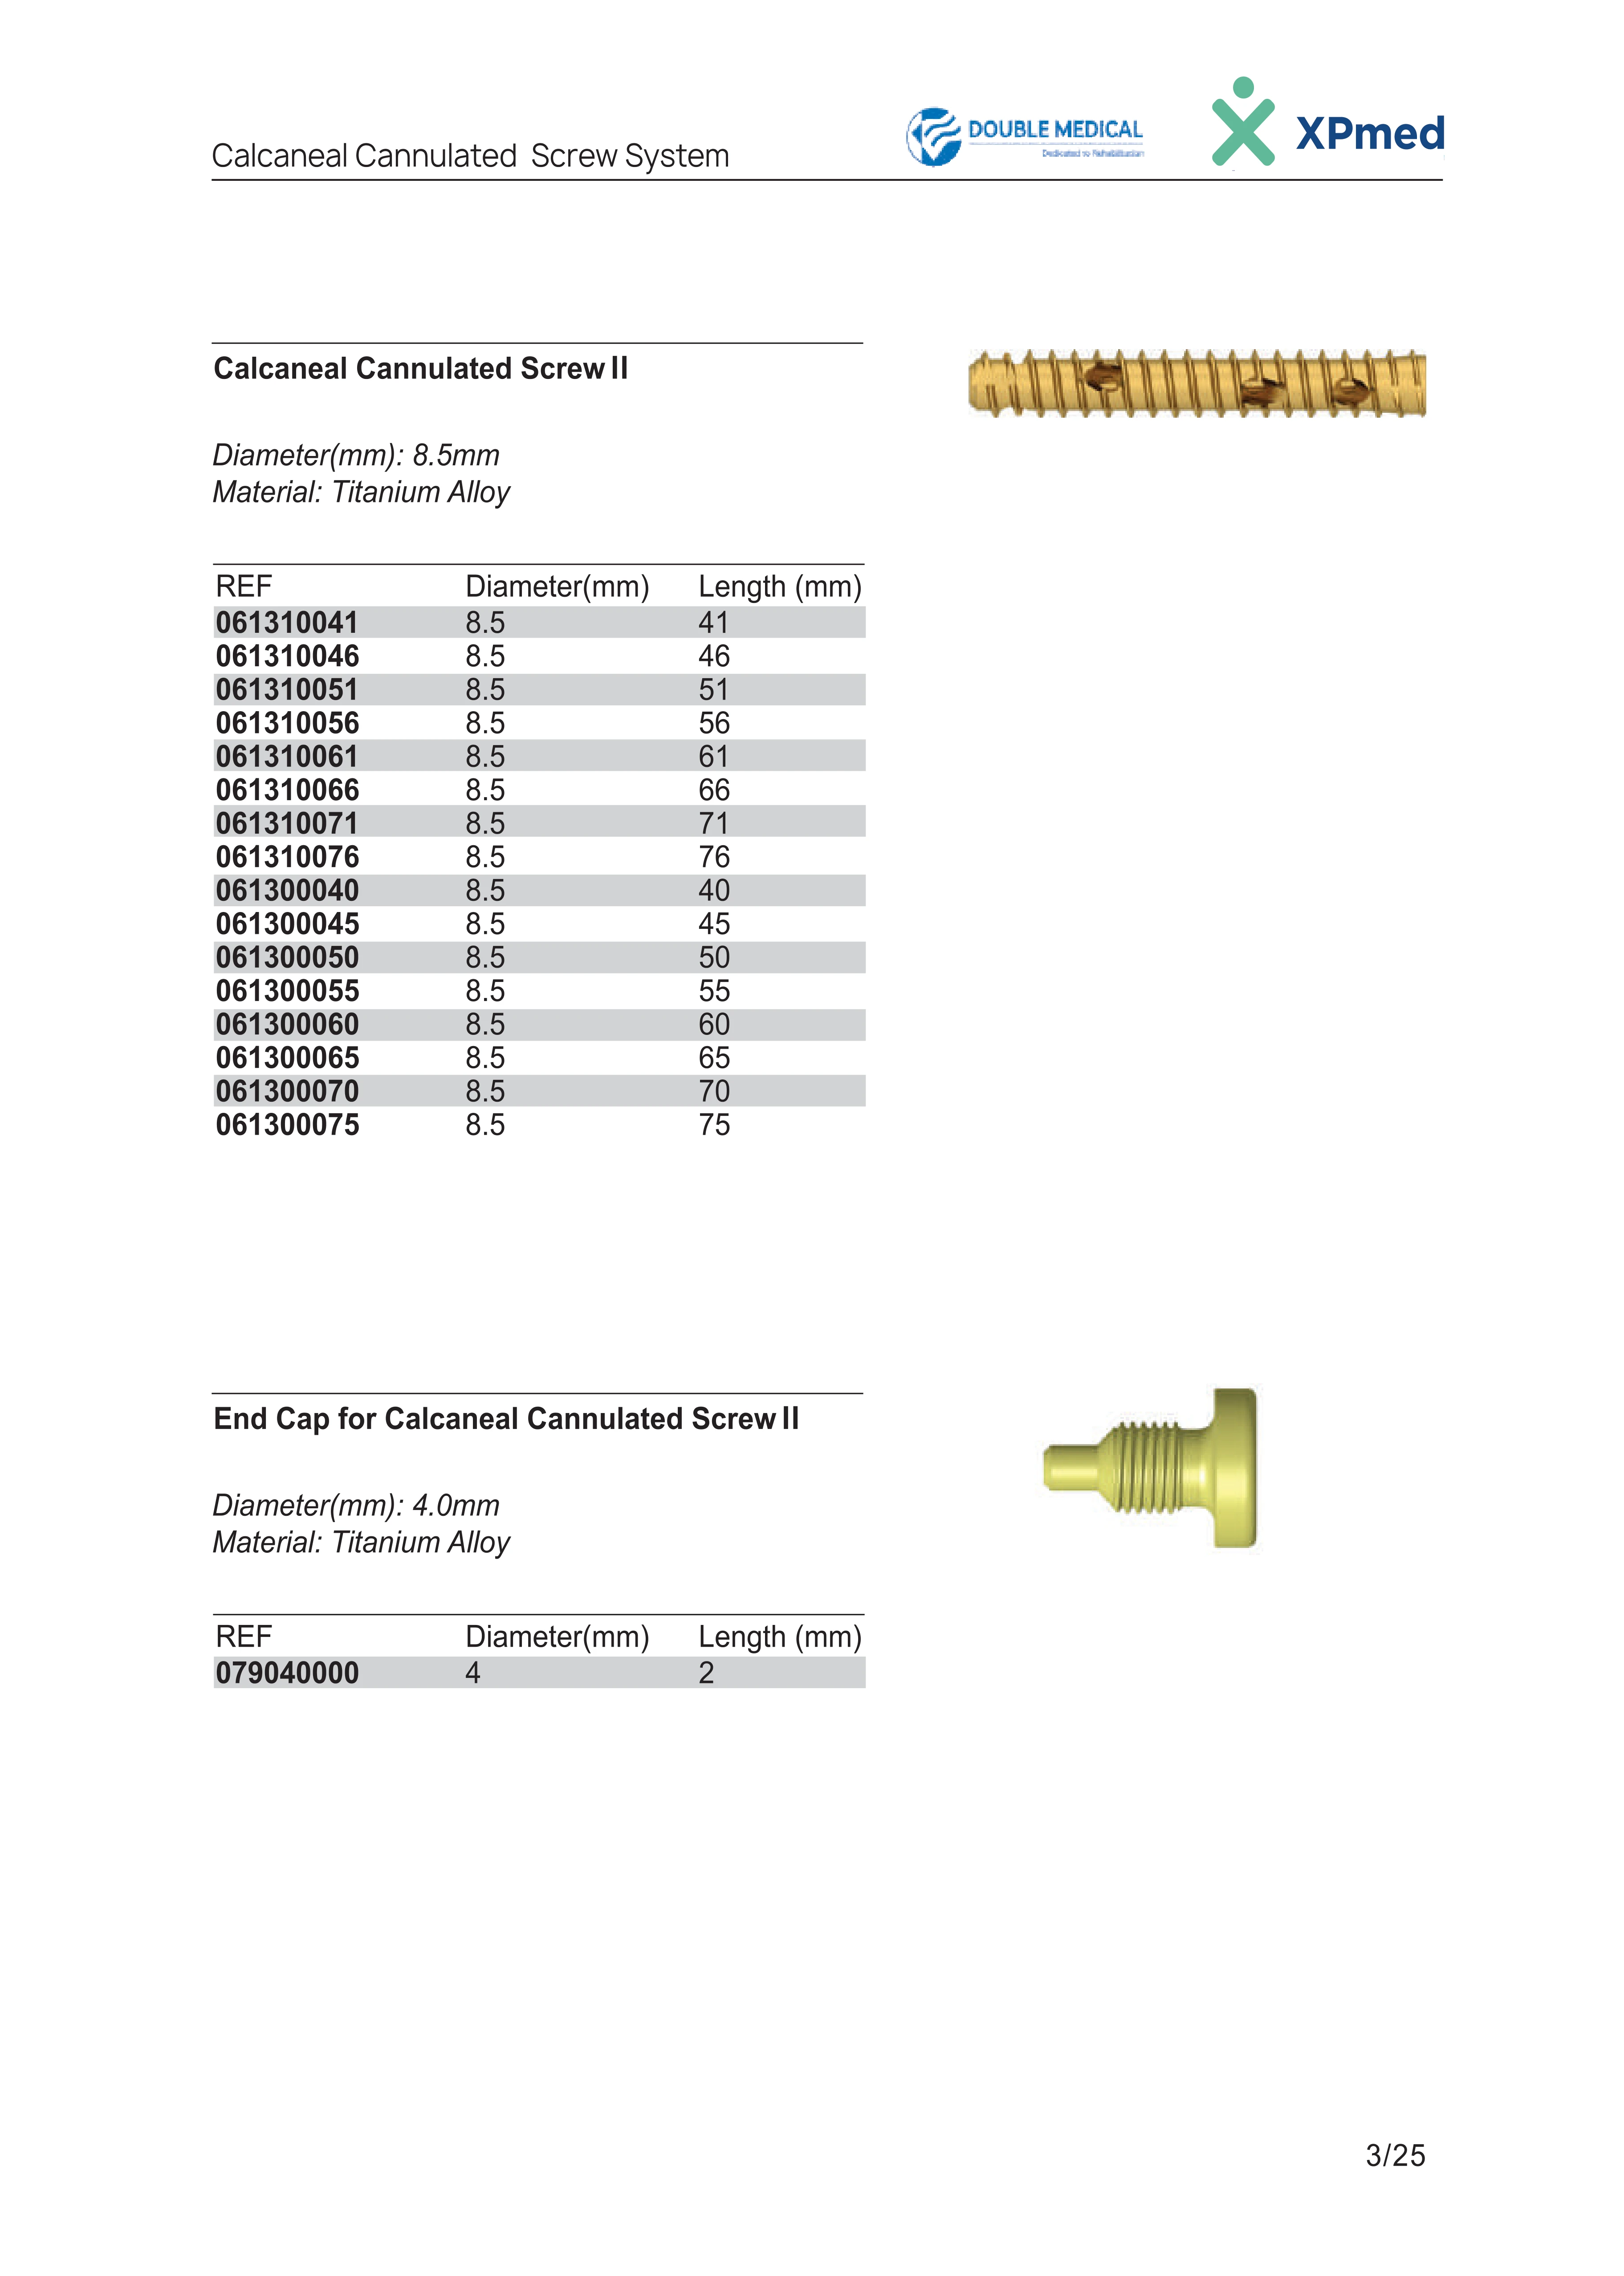 Calcaneal Cannulated Screw System
DOUBLE MEDICAL
Dedicated to Rehabilitation
XPmed
Calcaneal Cannulated Screw II
Diameter(mm): 8.5mm
Material: Titanium Alloy
REF Diameter(mm) Length (mm)
061310041 8.5 41
061310046 8.5 46
061310051 8.5 51
061310056 8.5 56
061310061 8.5 61
061310066 8.5 66
061310071 8.5 71
061310076 8.5 76
061300040 8.5 40
061300045 8.5 45
061300050 8.5 50
061300055 8.5 55
061300060 8.5 60
061300065 8.5 65
061300070 8.5 70
061300075 8.5 75
End Cap for Calcaneal Cannulated Screw II
Diameter(mm): 4.0mm
Material: Titanium Alloy
REF Diameter(mm) Length (mm)
079040000 4 2
3/25